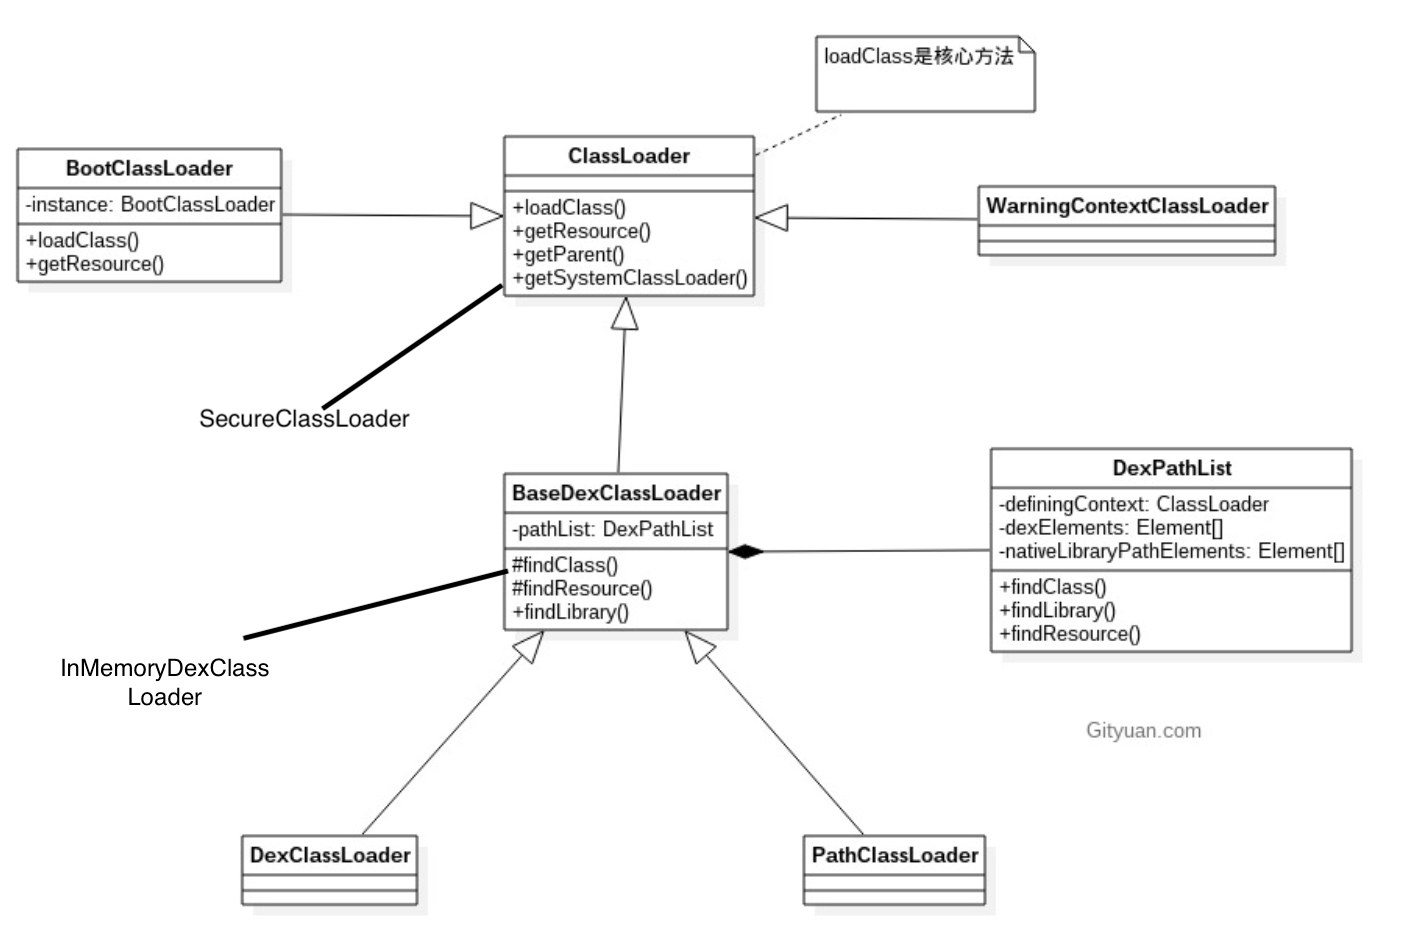 loadClass是核心方法
BootClassLoader
-instance: BootClassLoader
+loadClass()
+getResource()
ClassLoader
+loadClass()
+getResource()
+getParent()
+getSystemClassLoader()
WarningContextClassLoader
SecureClassLoader
BaseDexClassLoader
-pathList: DexPathList
#findClass()
#findResource()
+findLibrary()
DexPathList
-definingContext: ClassLoader
-dexElements: Element[]
-nativeLibraryPathElements: Element[]
+findClass()
+findLibrary()
+findResource()
InMemoryDexClass
Loader
Gityuan.com
DexClassLoader
PathClassLoader